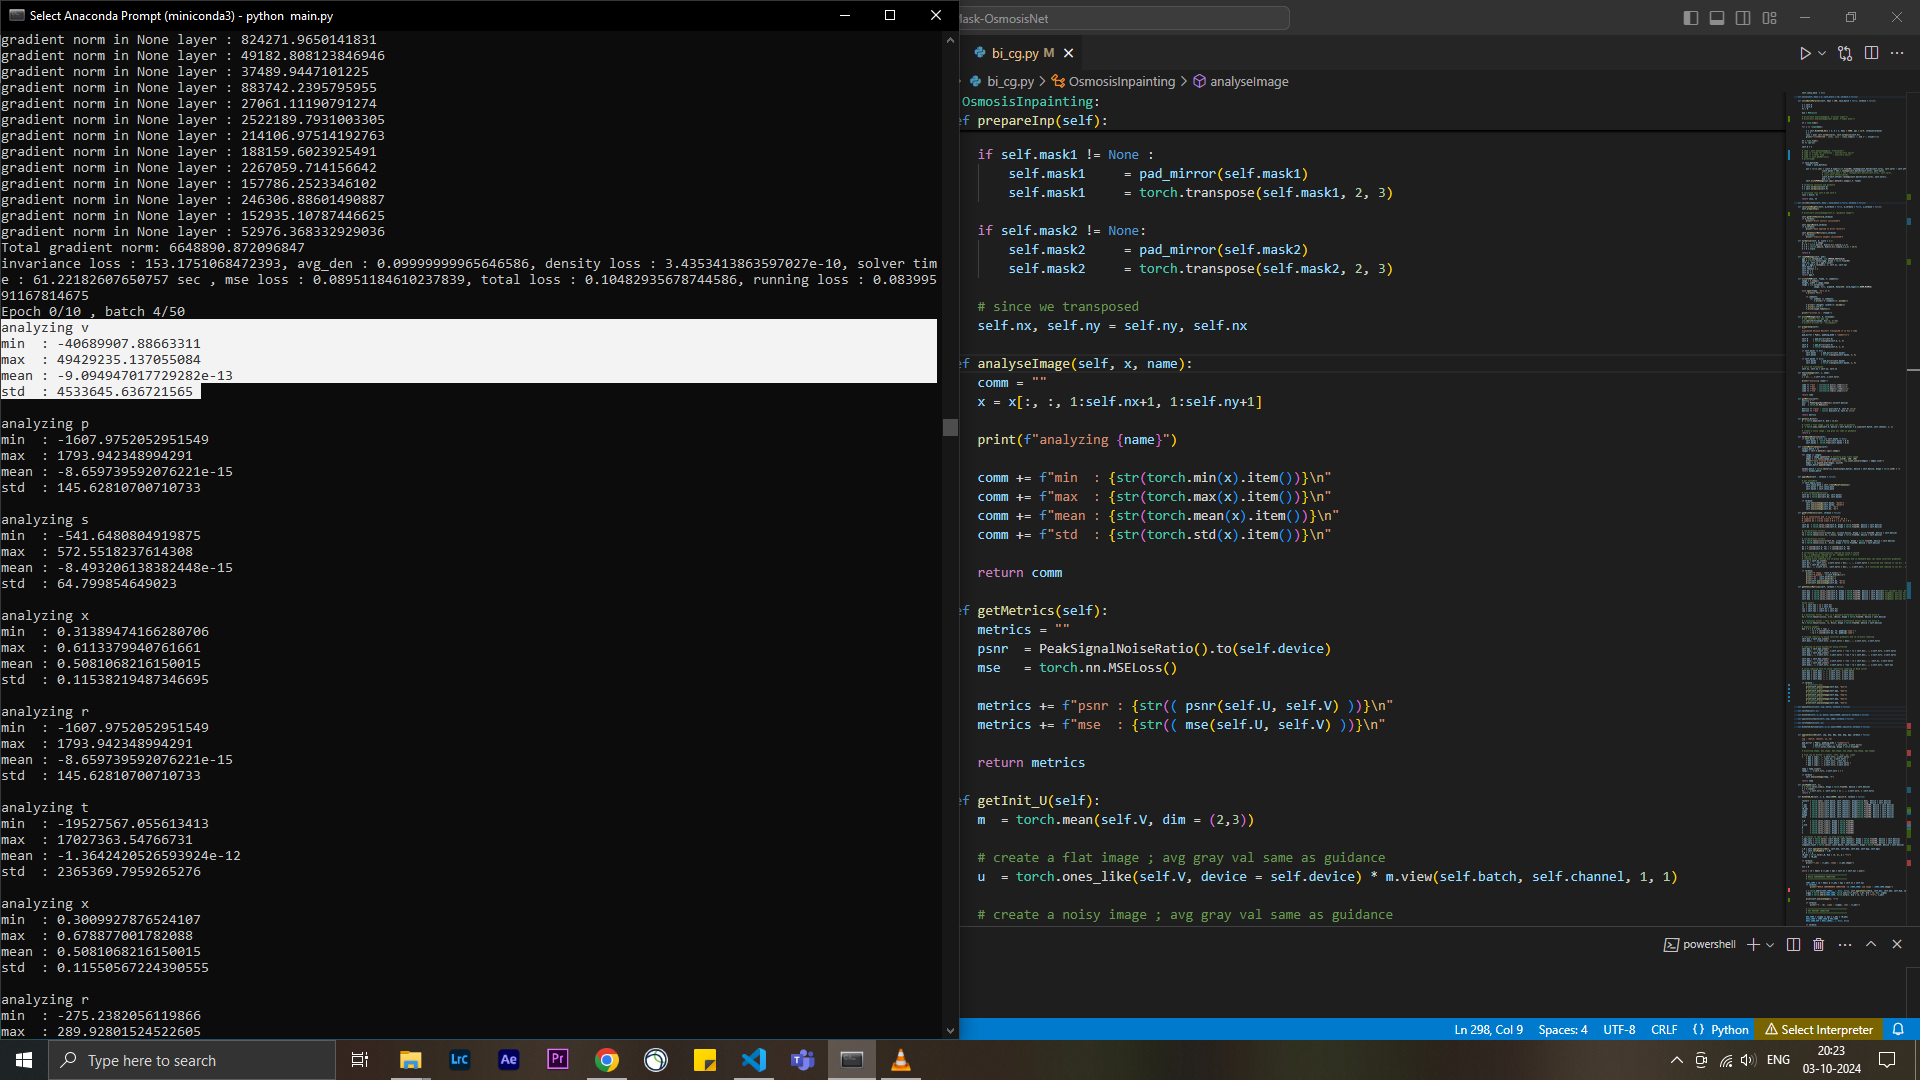 Select Anaconda Prompt (miniconda3) - python  main.py
gradient norm in None layer : 824271.9650141831
gradient norm in None layer : 49182.808123846946
gradient norm in None layer : 37489.9447101225
gradient norm in None layer : 883742.2395795955
gradient norm in None layer : 27061.11190791274
gradient norm in None layer : 2522189.7931003305
gradient norm in None layer : 214106.97514192763
gradient norm in None layer : 188159.6023925491
gradient norm in None layer : 2267059.714156642
gradient norm in None layer : 157786.2523346102
gradient norm in None layer : 246306.88601490887
gradient norm in None layer : 152935.10787446625
gradient norm in None layer : 52976.368332929036
Total gradient norm: 6648890.872096847
invariance loss : 153.1751068472393, avg_den : 0.09999999965646586, density loss : 3.4353413863597027e-10, solver tim
e : 61.22182607650757 sec , mse loss : 0.08951184610237839, total loss : 0.10482935678744586, running loss : 0.083995
91167814675
Epoch 0/10 , batch 4/50
analyzing v
min  : -40689907.88663311
max  : 49429235.137055084
mean : -9.094947017729282e-13
std  : 4533645.636721565
analyzing p
min  : -1607.9752052951549
max  : 1793.942348994291
mean : -8.659739592076221e-15
std  : 145.62810700710733
analyzing s
min  : -541.6480804919875
max  : 572.5518237614308
mean : -8.493206138382448e-15
std  : 64.799854649023
analyzing x
min  : 0.31389474166280706
max  : 0.6113379940761661
mean : 0.5081068216150015
std  : 0.11538219487346695
analyzing r
min  : -1607.9752052951549
max  : 1793.942348994291
mean : -8.659739592076221e-15
std  : 145.62810700710733
analyzing t
min  : -19527567.055613413
max  : 17027363.54766731
mean : -1.3642420526593924e-12
std  : 2365369.7959265276
analyzing x
min  : 0.3009927876524107
max  : 0.678877001782088
mean : 0.5081068216150015
std  : 0.11550567224390555
analyzing r
min  : -275.2382056119866
max  : 289.92801524522605
Mask-OsmosisNet
bi_cg.py M
bi_cg.py > OsmosisInpainting > analyseImage
OsmosisInpainting:
ef prepareInp(self):
if self.mask1 != None :
self.mask1     = pad_mirror(self.mask1)
self.mask1     = torch.transpose(self.mask1, 2, 3)
if self.mask2 != None:
self.mask2     = pad_mirror(self.mask2)
self.mask2     = torch.transpose(self.mask2, 2, 3)
# since we transposed
self.nx, self.ny = self.ny, self.nx
ef analyseImage(self, x, name):
comm = ""
x = x[:, :, 1:self.nx+1, 1:self.ny+1]
print(f"analyzing {name}")
comm += f"min  : {str(torch.min(x).item())}\n"
comm += f"max  : {str(torch.max(x).item())}\n"
comm += f"mean : {str(torch.mean(x).item())}\n"
comm += f"std  : {str(torch.std(x).item())}\n"
return comm
ef getMetrics(self):
metrics = ""
psnr  = PeakSignalNoiseRatio().to(self.device)
mse   = torch.nn.MSELoss()
metrics += f"psnr : {str(( psnr(self.U, self.V) ))}\n"
metrics += f"mse  : {str(( mse(self.U, self.V) ))}\n"
return metrics
ef getInit_U(self):
m  = torch.mean(self.V, dim = (2,3))
# create a flat image ; avg gray val same as guidance
u  = torch.ones_like(self.V, device = self.device) * m.view(self.batch, self.channel, 1, 1)
# create a noisy image ; avg gray val same as guidance
powershell
Ln 298, Col 9
Spaces: 4
UTF-8
CRLF
{ } Python
Select Interpreter
Type here to search
Lrc
Ae
Pr
ENG
20:23
03-10-2024